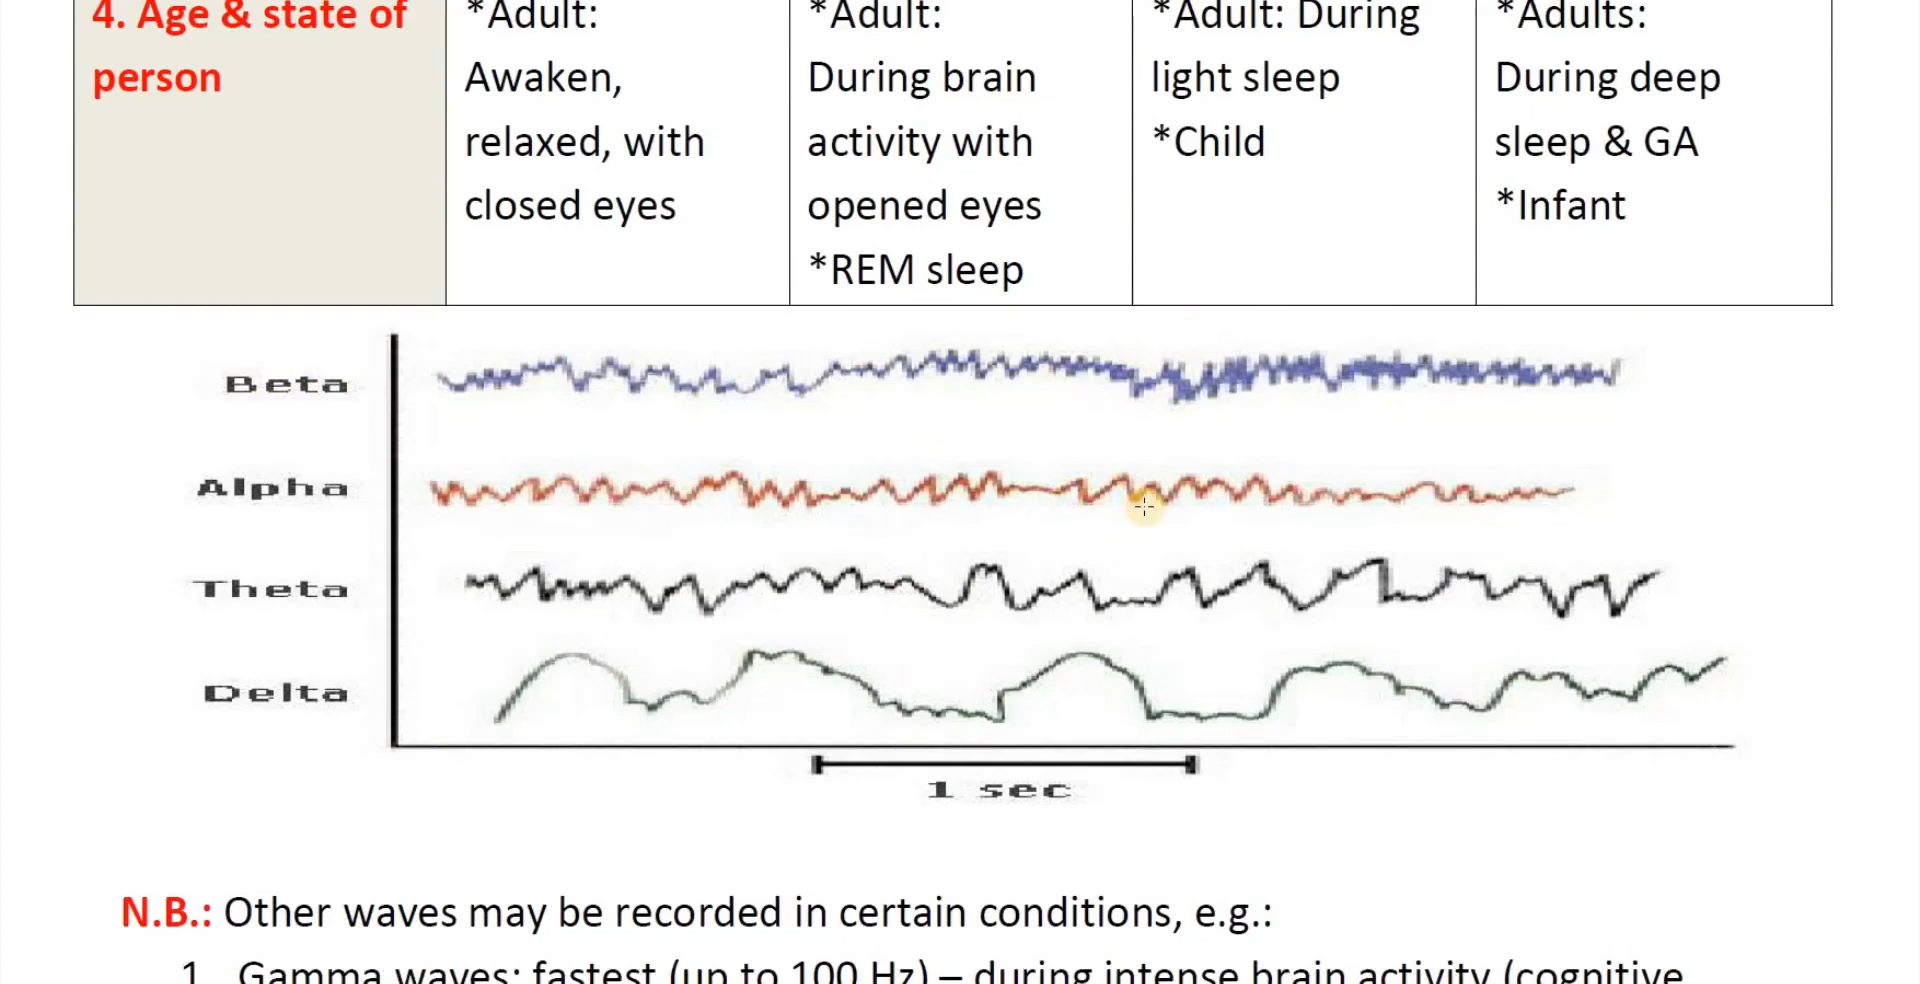 4. Age & state of
person
*Adult:
Awaken,
relaxed, with
closed eyes
*Adult:
During brain
activity with
opened eyes
*REM sleep
*Adult: During
light sleep
*Child
*Adults:
During deep
sleep & GA
*Infant
Beta
Alpha
Theta
Delta
1 sec
N.B.: Other waves may be recorded in certain conditions, e.g.:
1. Gamma waves: fastest (up to 100 Hz) – during intense brain activity (cognitive